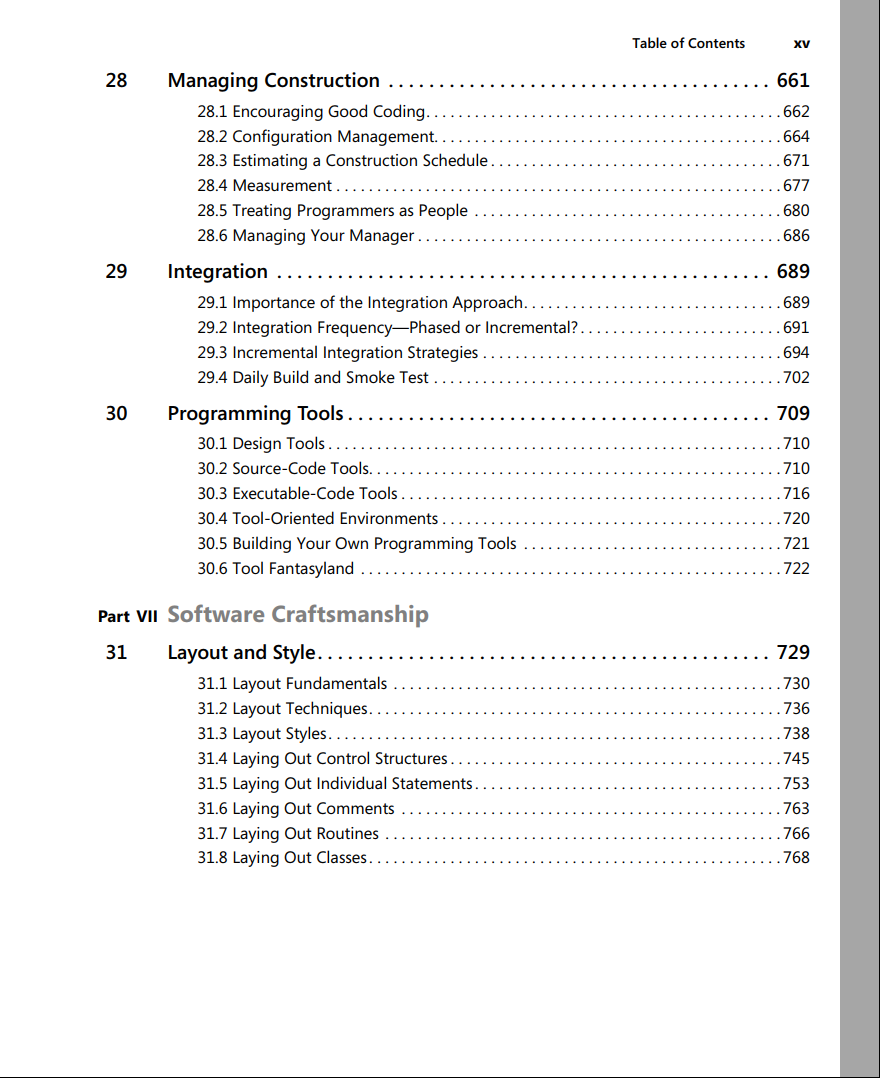 Table of Contents xv
28 Managing Construction . . . . . . . . . . . . . . . . . . . . . . . . . . . . . . . . . . . . . . 661
28.1 Encouraging Good Coding. . . . . . . . . . . . . . . . . . . . . . . . . . . . . . . . . . . . . . . . . . . . 662
28.2 Configuration Management. . . . . . . . . . . . . . . . . . . . . . . . . . . . . . . . . . . . . . . . . . . 664
28.3 Estimating a Construction Schedule . . . . . . . . . . . . . . . . . . . . . . . . . . . . . . . . . . . . 671
28.4 Measurement . . . . . . . . . . . . . . . . . . . . . . . . . . . . . . . . . . . . . . . . . . . . . . . . . . . . . . . 677
28.5 Treating Programmers as People . . . . . . . . . . . . . . . . . . . . . . . . . . . . . . . . . . . . . . 680
28.6 Managing Your Manager . . . . . . . . . . . . . . . . . . . . . . . . . . . . . . . . . . . . . . . . . . . . . 686
29 Integration . . . . . . . . . . . . . . . . . . . . . . . . . . . . . . . . . . . . . . . . . . . . . . . . . 689
29.1 Importance of the Integration Approach. . . . . . . . . . . . . . . . . . . . . . . . . . . . . . . . 689
29.2 Integration Frequency—Phased or Incremental? . . . . . . . . . . . . . . . . . . . . . . . . . 691
29.3 Incremental Integration Strategies . . . . . . . . . . . . . . . . . . . . . . . . . . . . . . . . . . . . . 694
29.4 Daily Build and Smoke Test . . . . . . . . . . . . . . . . . . . . . . . . . . . . . . . . . . . . . . . . . . . 702
30 Programming Tools . . . . . . . . . . . . . . . . . . . . . . . . . . . . . . . . . . . . . . . . . . 709
30.1 Design Tools . . . . . . . . . . . . . . . . . . . . . . . . . . . . . . . . . . . . . . . . . . . . . . . . . . . . . . . . 710
30.2 Source-Code Tools. . . . . . . . . . . . . . . . . . . . . . . . . . . . . . . . . . . . . . . . . . . . . . . . . . . 710
30.3 Executable-Code Tools . . . . . . . . . . . . . . . . . . . . . . . . . . . . . . . . . . . . . . . . . . . . . . . 716
30.4 Tool-Oriented Environments . . . . . . . . . . . . . . . . . . . . . . . . . . . . . . . . . . . . . . . . . . 720
30.5 Building Your Own Programming Tools . . . . . . . . . . . . . . . . . . . . . . . . . . . . . . . . 721
30.6 Tool Fantasyland . . . . . . . . . . . . . . . . . . . . . . . . . . . . . . . . . . . . . . . . . . . . . . . . . . . . 722
Part VII Software Craftsmanship
31 Layout and Style. . . . . . . . . . . . . . . . . . . . . . . . . . . . . . . . . . . . . . . . . . . . . 729
31.1 Layout Fundamentals . . . . . . . . . . . . . . . . . . . . . . . . . . . . . . . . . . . . . . . . . . . . . . . . 730
31.2 Layout Techniques. . . . . . . . . . . . . . . . . . . . . . . . . . . . . . . . . . . . . . . . . . . . . . . . . . . 736
31.3 Layout Styles. . . . . . . . . . . . . . . . . . . . . . . . . . . . . . . . . . . . . . . . . . . . . . . . . . . . . . . . 738
31.4 Laying Out Control Structures . . . . . . . . . . . . . . . . . . . . . . . . . . . . . . . . . . . . . . . . . 745
31.5 Laying Out Individual Statements. . . . . . . . . . . . . . . . . . . . . . . . . . . . . . . . . . . . . . 753
31.6 Laying Out Comments . . . . . . . . . . . . . . . . . . . . . . . . . . . . . . . . . . . . . . . . . . . . . . . 763
31.7 Laying Out Routines . . . . . . . . . . . . . . . . . . . . . . . . . . . . . . . . . . . . . . . . . . . . . . . . . 766
31.8 Laying Out Classes. . . . . . . . . . . . . . . . . . . . . . . . . . . . . . . . . . . . . . . . . . . . . . . . . . . 768